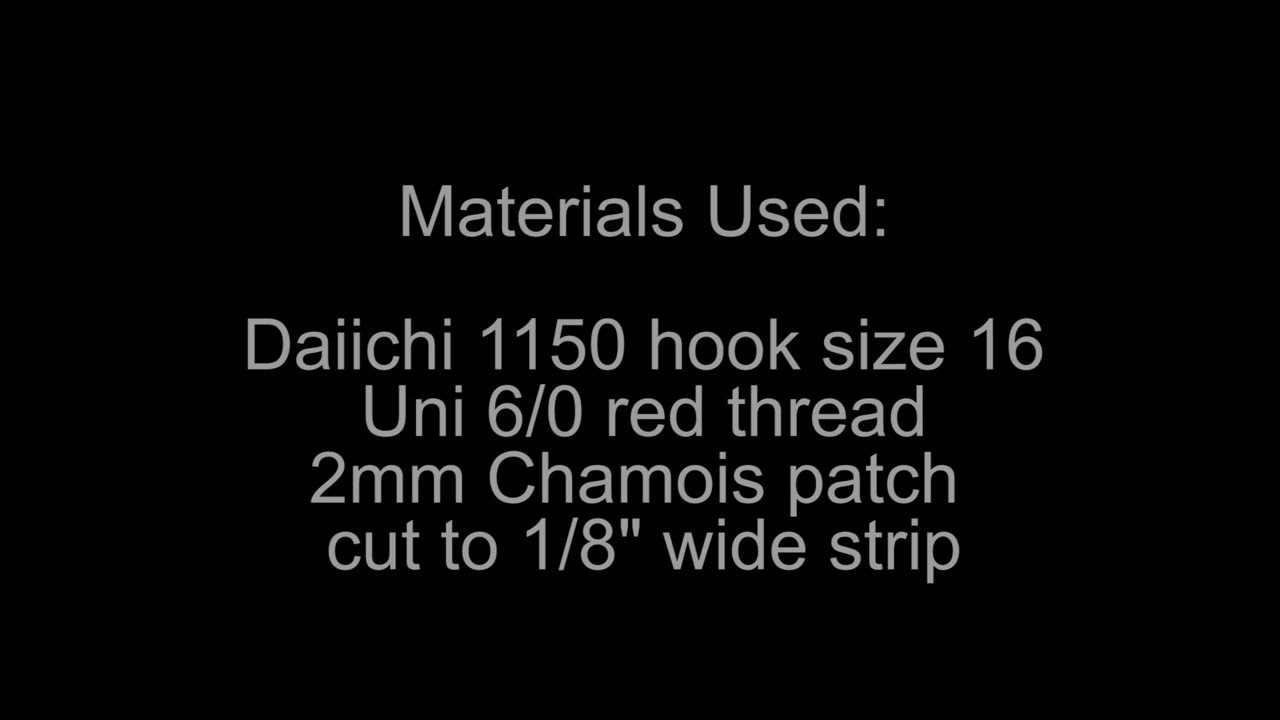 Materials Used:
Daiichi 1150 hook size 16
Uni 6/0 red thread
2mm Chamois patch
cut to 1/8" wide strip